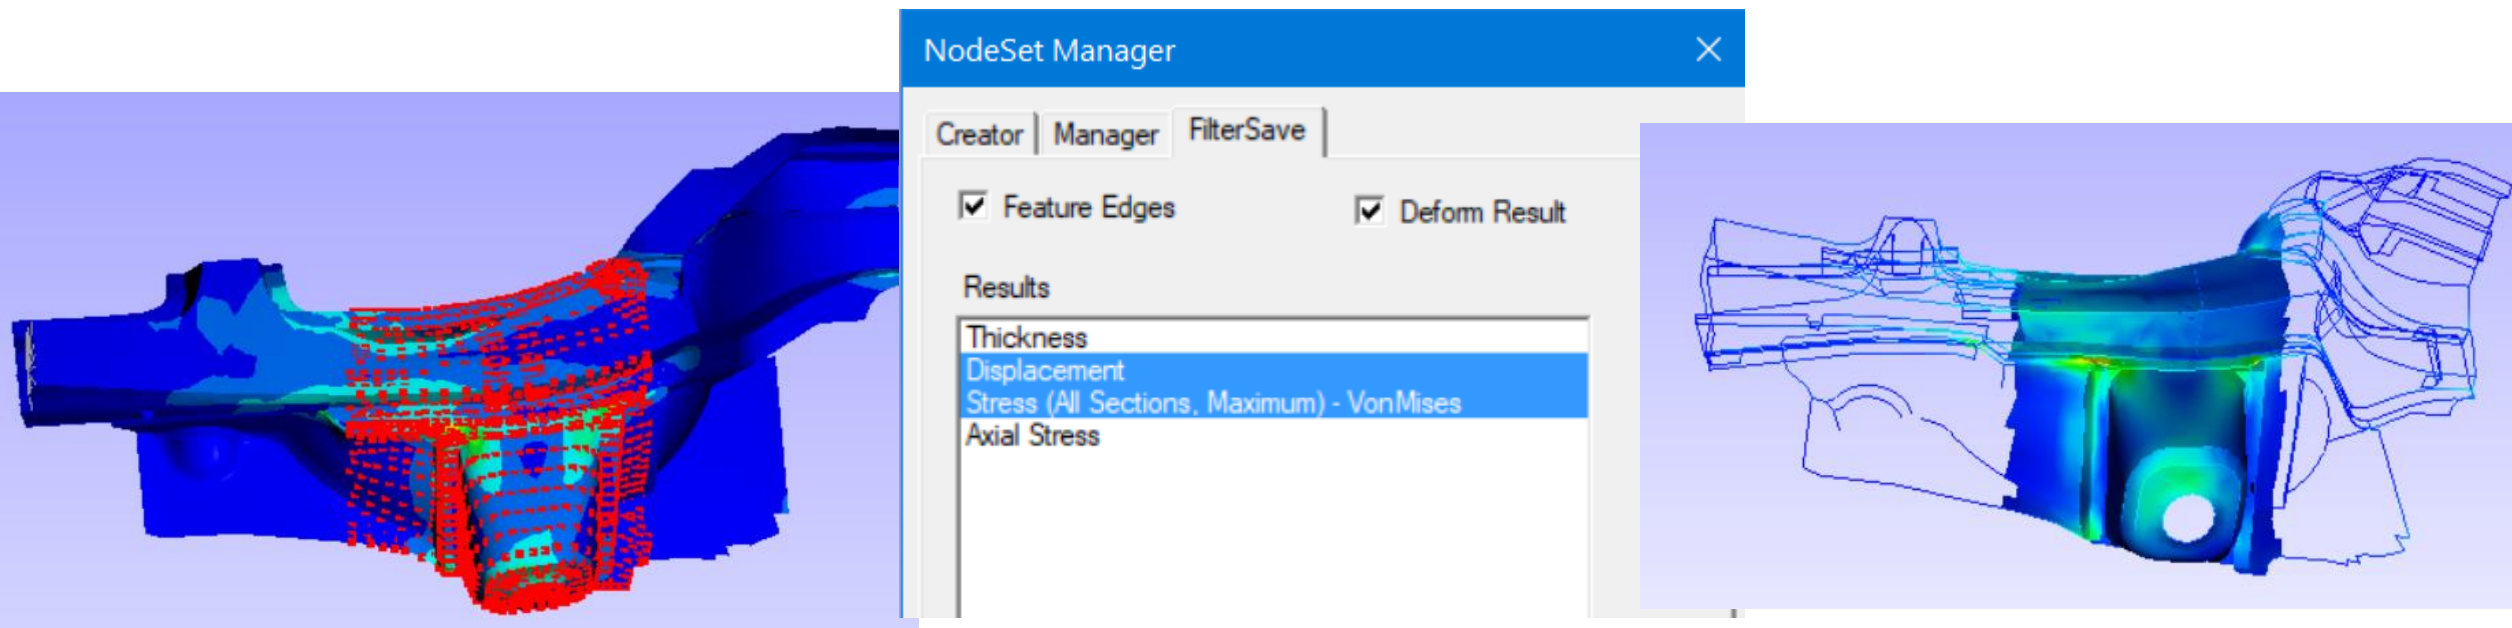 NodeSet Manager
Creator Manager FilterSave
Feature Edges Deform Result
Results
Thickness
Displacement
Stress (All Sections, Maximum) - VonMises
Axial Stress